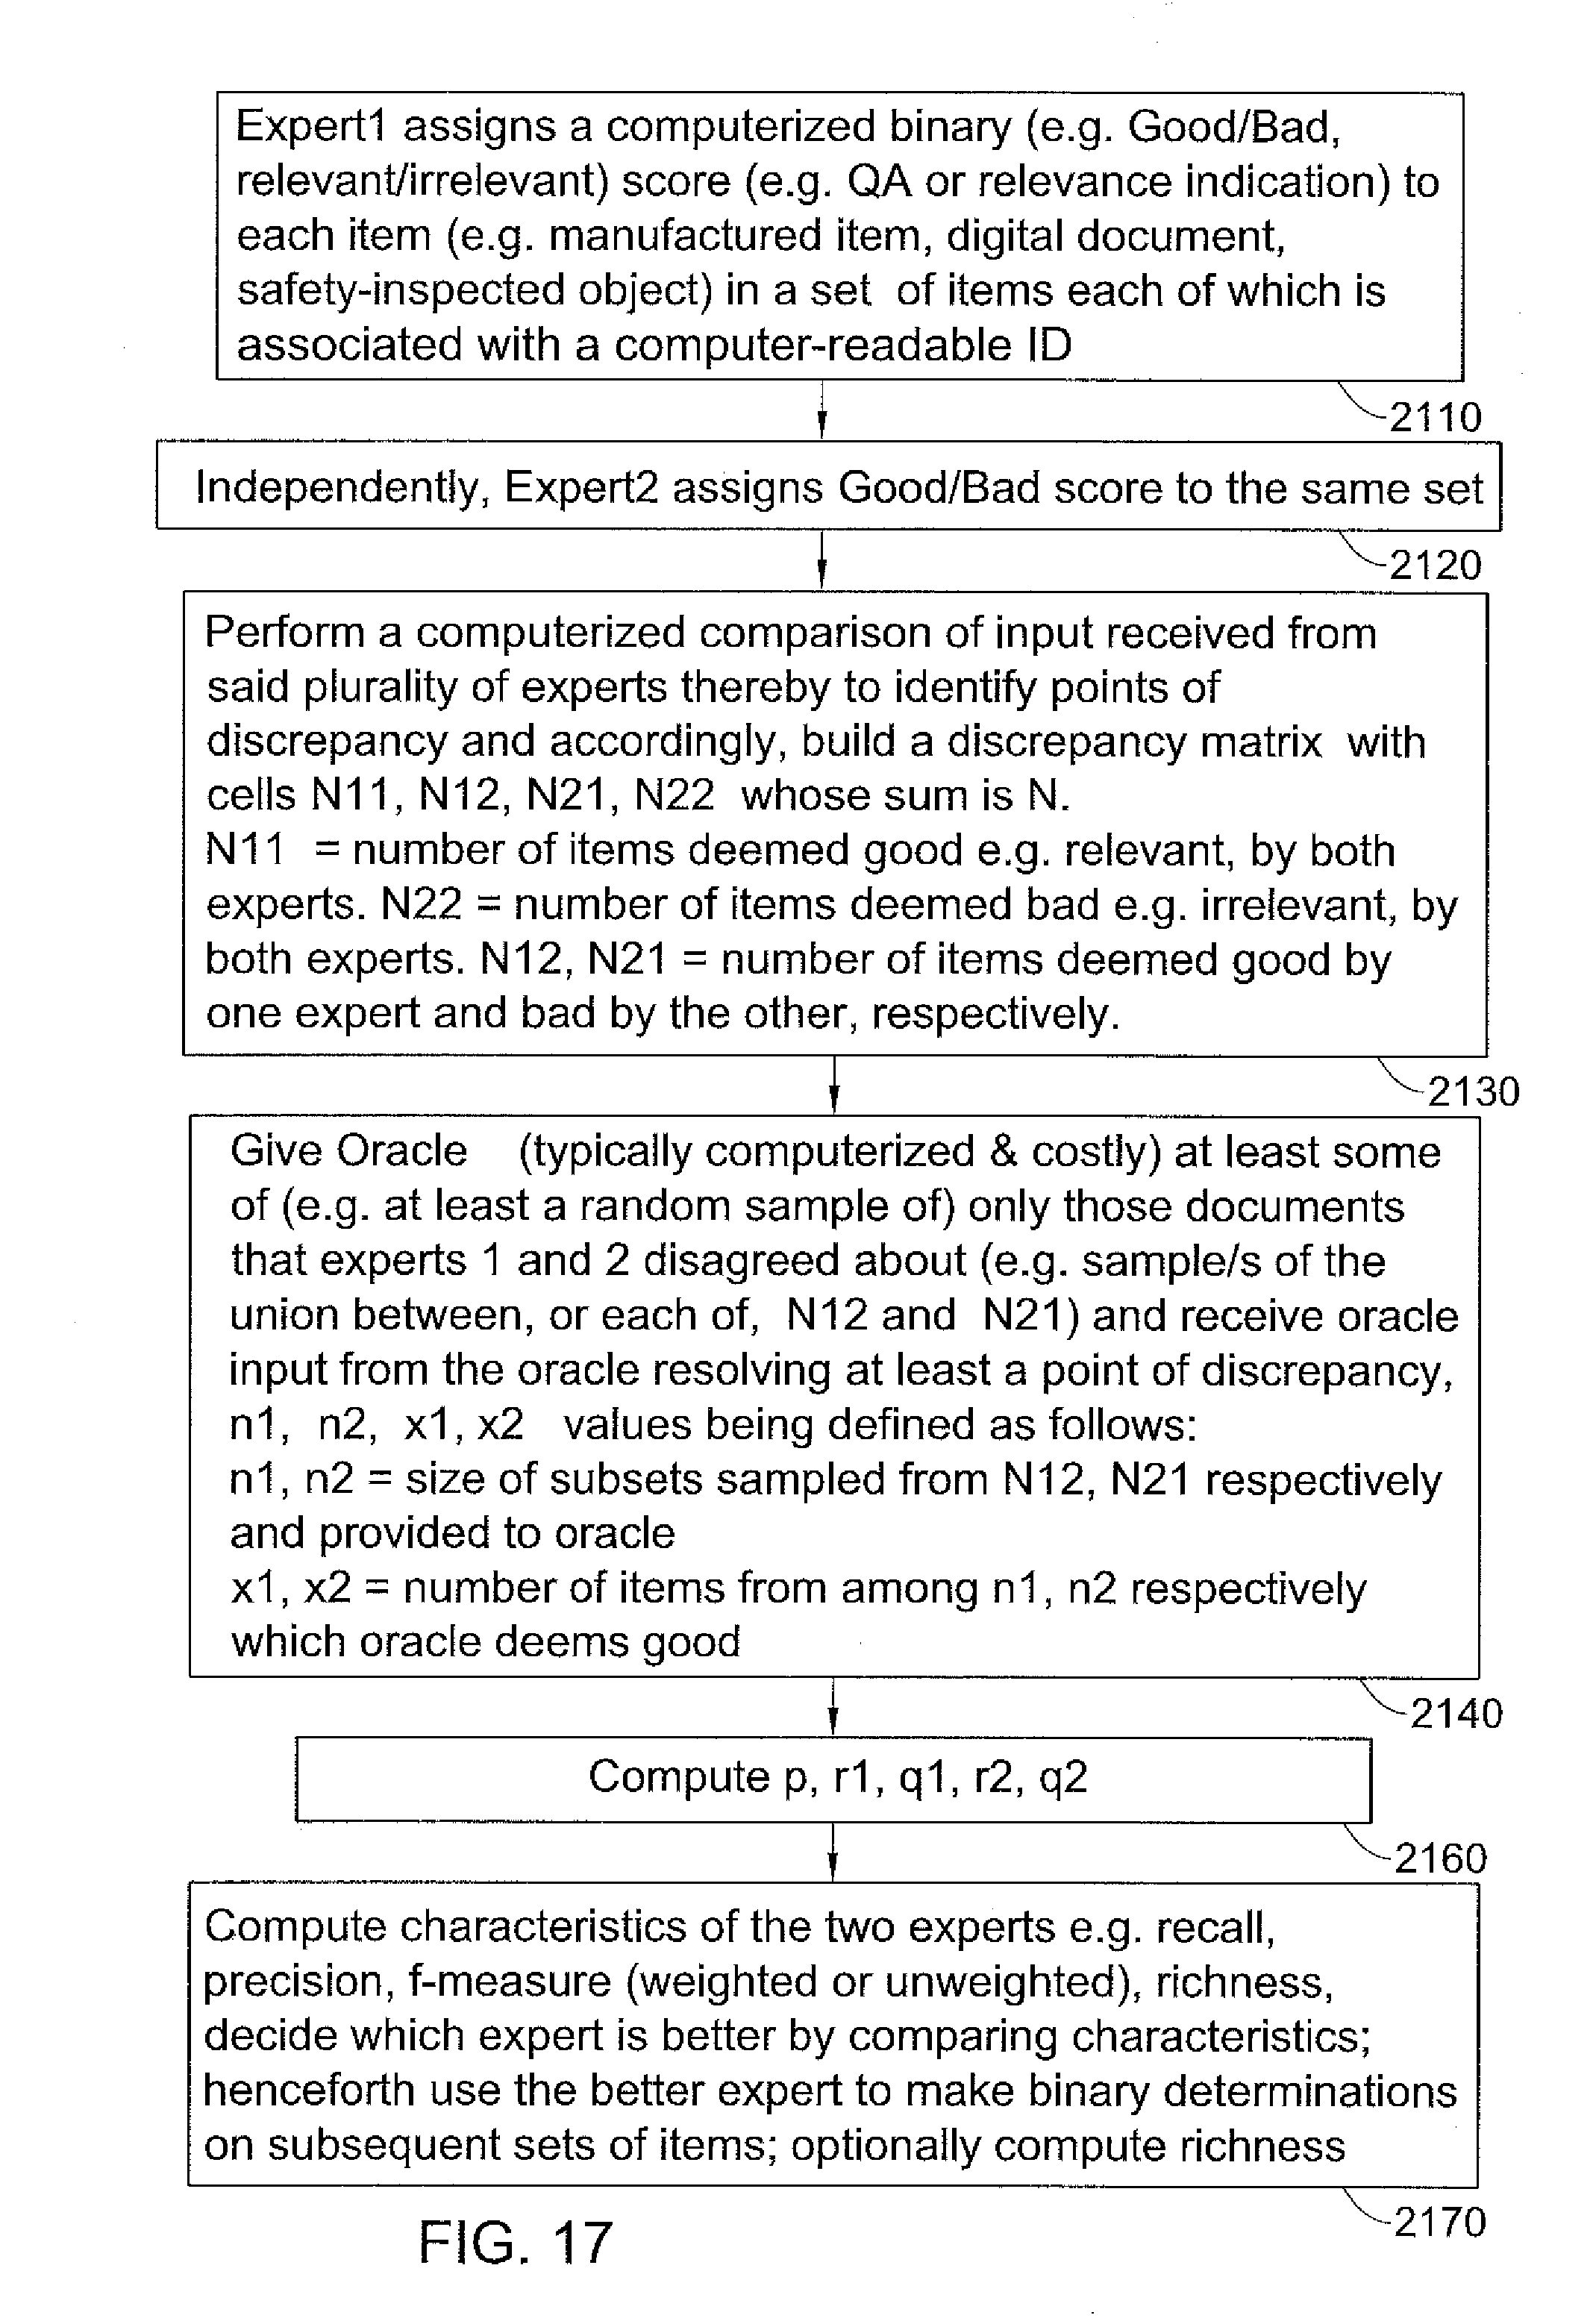 Expert1 assigns a computerized binary (e.g. Good/Bad,
relevant/irrelevant) score (e.g. QA or relevance indication) to
each item (e.g. manufactured item, digital document,
safety-inspected object) in a set of items each of which is
associated with a computer-readable ID
2110
Independently, Expert2 assigns Good/Bad score to the same set
2120
Perform a computerized comparison of input received from
said plurality of experts thereby to identify points of
discrepancy and accordingly, build a discrepancy matrix with
cells N11, N12, N21, N22 whose sum is N.
N11 = number of items deemed good e.g. relevant, by both
experts. N22 = number of items deemed bad e.g. irrelevant, by
both experts. N12, N21 = number of items deemed good by
one expert and bad by the other, respectively.
2130
Give Oracle (typically computerized & costly) at least some
of (e.g. at least a random sample of) only those documents
that experts 1 and 2 disagreed about (e.g. sample/s of the
union between, or each of, N12 and N21) and receive oracle
input from the oracle resolving at least a point of discrepancy,
n1, n2, x1, x2 values being defined as follows:
n1, n2 = size of subsets sampled from N12, N21 respectively
and provided to oracle
x1, x2 = number of items from among n1, n2 respectively
which oracle deems good
2140
Compute p, r1, q1, r2, q2
2160
Compute characteristics of the two experts e.g. recall,
precision, f-measure (weighted or unweighted), richness,
decide which expert is better by comparing characteristics;
henceforth use the better expert to make binary determinations
on subsequent sets of items; optionally compute richness
2170
FIG. 17